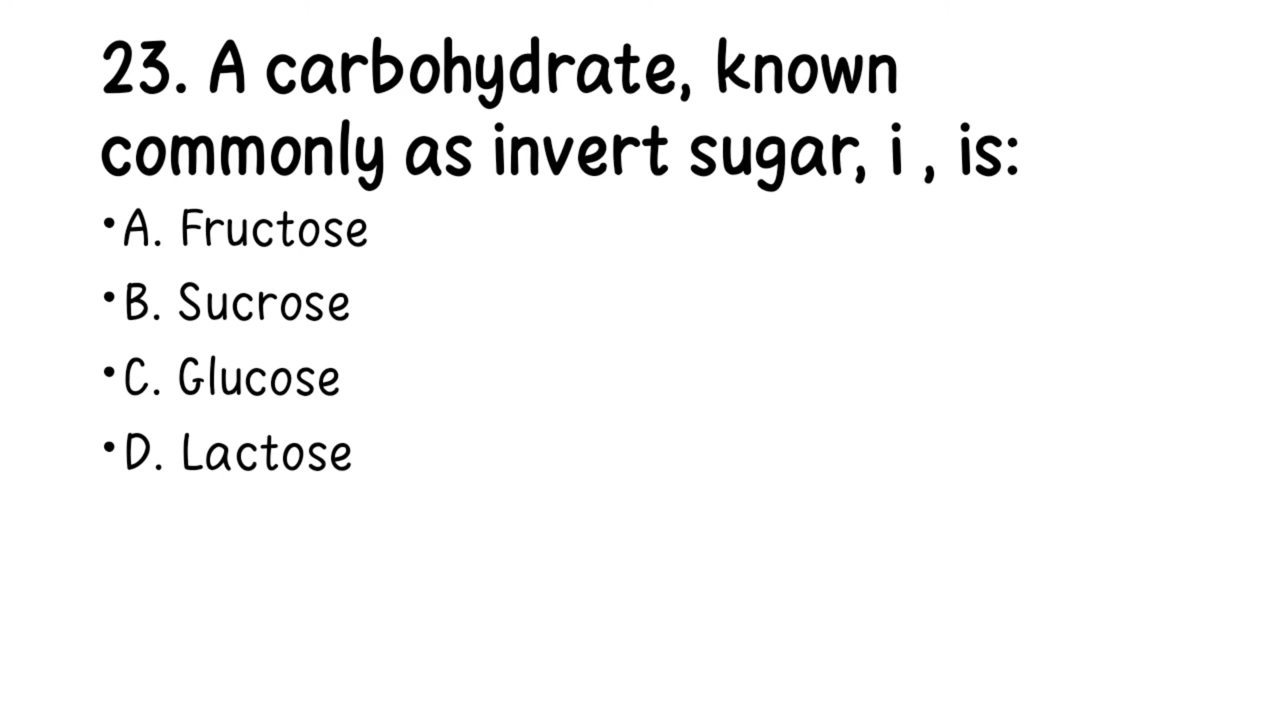 23. A carbohydrate, known
commonly as invert sugar, i , is:
•A. Fructose
•B. Sucrose
•C. Glucose
•D. Lactose